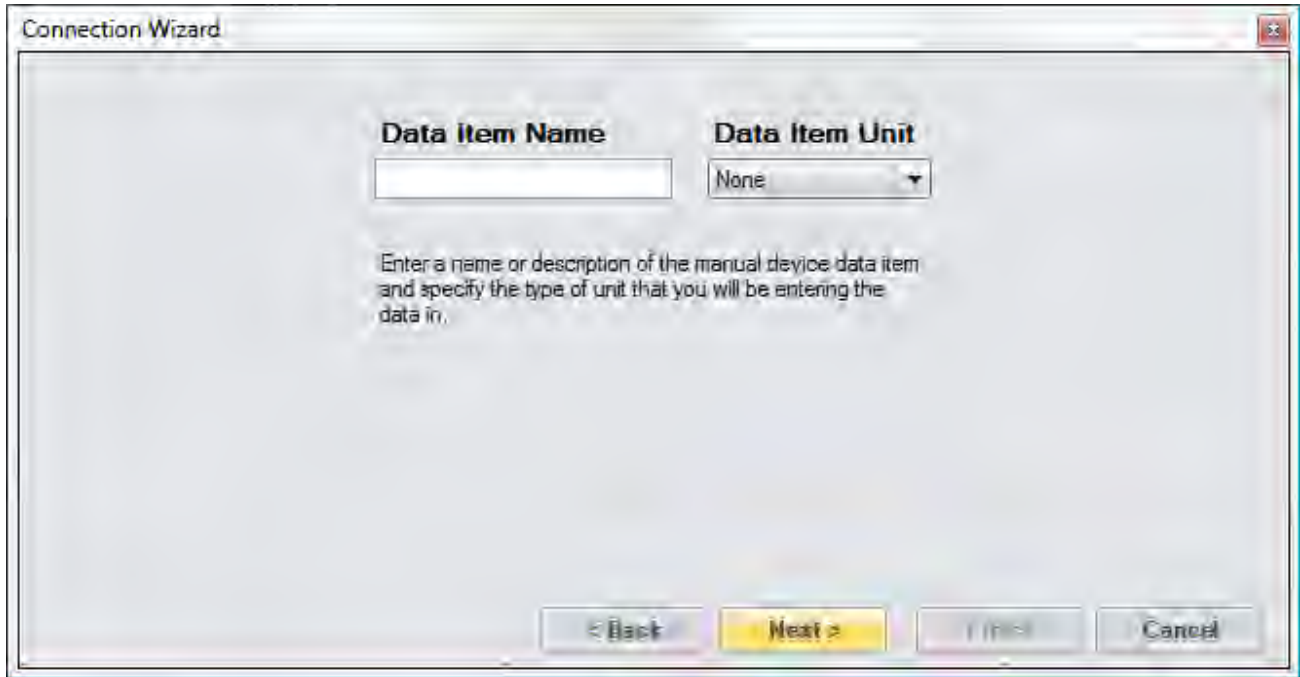 Connection Wizard
Data Item Name Data Item Unit
None
Enter a name or description of the manual device data item
and specify the type of unit that you will be entering the
data in.
< Back Next > Cancel